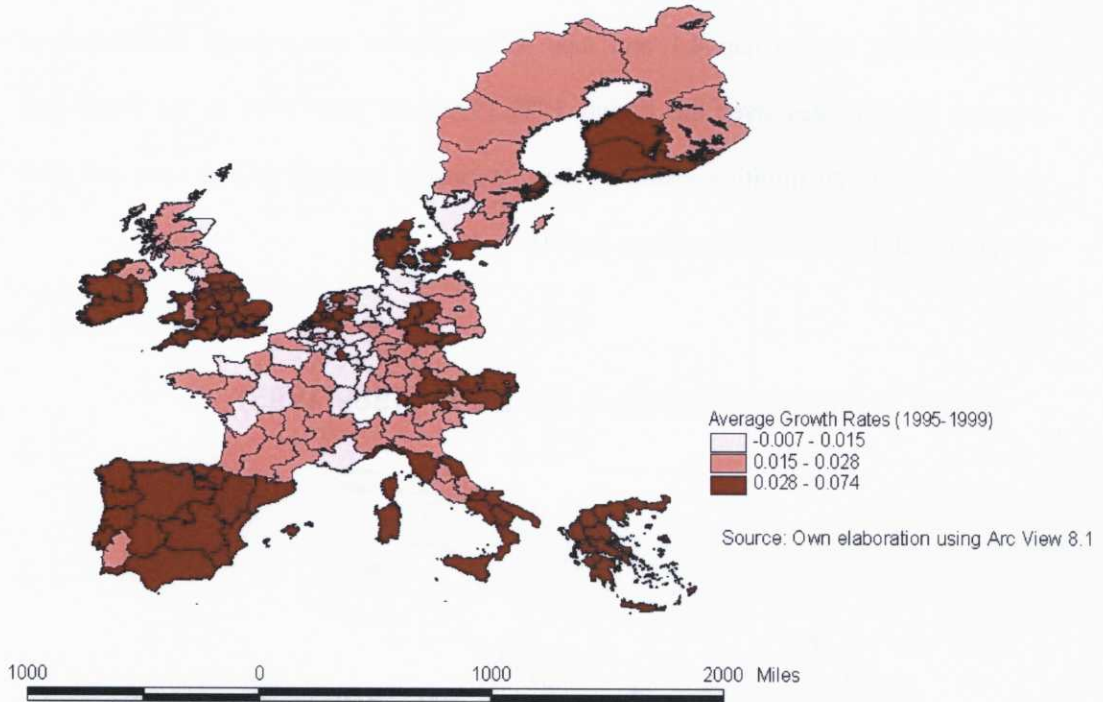 Average Growth Rates (1995-1999)
-0.007 - 0.015
0.015 - 0.028
0.028 - 0.074
Source: Own elaboration using Arc View 8.1
1000 0 1000 2000 Miles